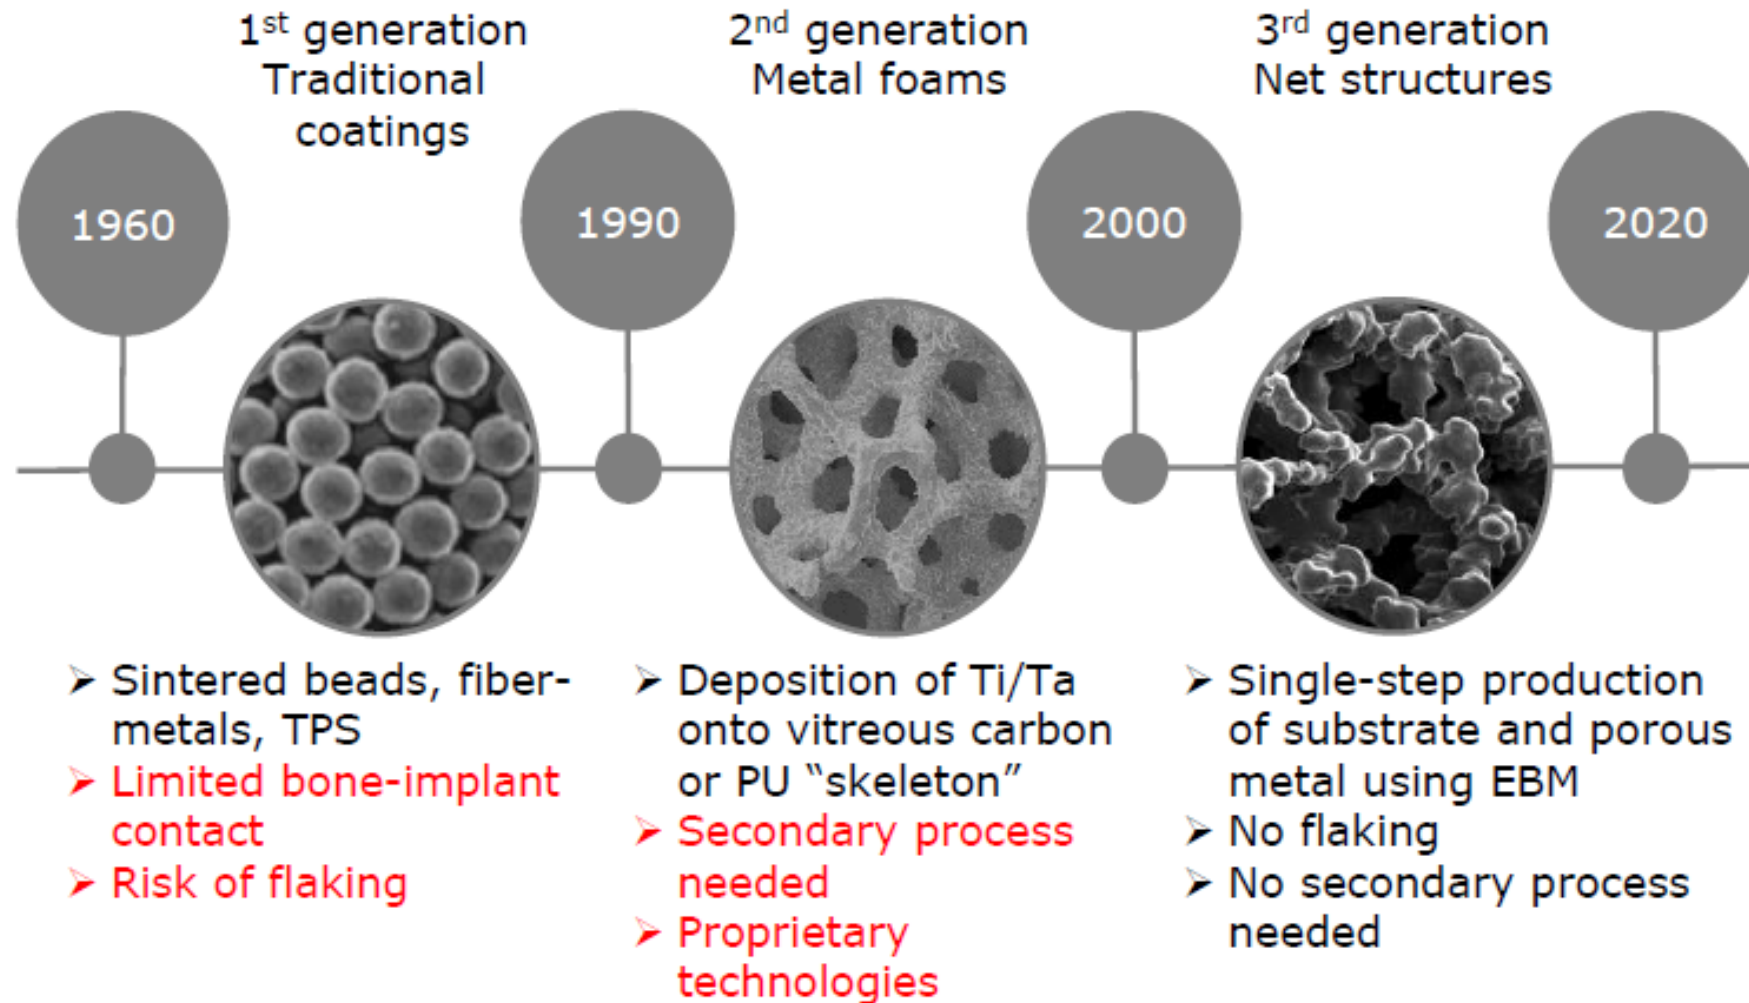 1st generation
Traditional
coatings
2nd generation
Metal foams
3rd generation
Net structures
1960
1990
2000
2020
➢ Sintered beads, fiber-
metals, TPS
➢ Limited bone-implant
contact
➢ Risk of flaking
➢ Deposition of Ti/Ta
onto vitreous carbon
or PU “skeleton”
➢ Secondary process
needed
➢ Proprietary
technologies
➢ Single-step production
of substrate and porous
metal using EBM
➢ No flaking
➢ No secondary process
needed